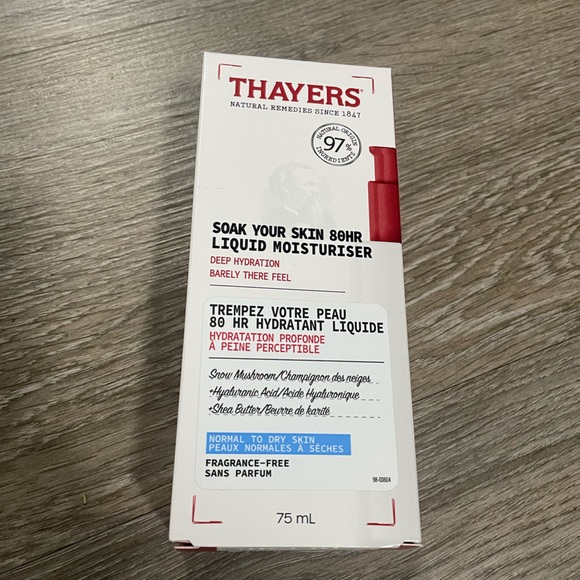 THAYERS
NATURAL REMEDIES SINCE 1847
NATURAL ORIGIN
97%
INGREDIENTS
SOAK YOUR SKIN 80HR
LIQUID MOISTURISER
DEEP HYDRATION
BARELY THERE FEEL
TREMPEZ VOTRE PEAU
80 HR HYDRATANT LIQUIDE
HYDRATATION PROFONDE
À PEINE PERCEPTIBLE
Snow Mushroom/Champignon des neiges
+Hyaluranic Acid/Acide Hyaluronique
+Shea Butter/Beurre de karité
NORMAL TO DRY SKIN
PEAUX NORMALES À SÈCHES
FRAGRANCE-FREE
SANS PARFUM
98-00604
75 mL